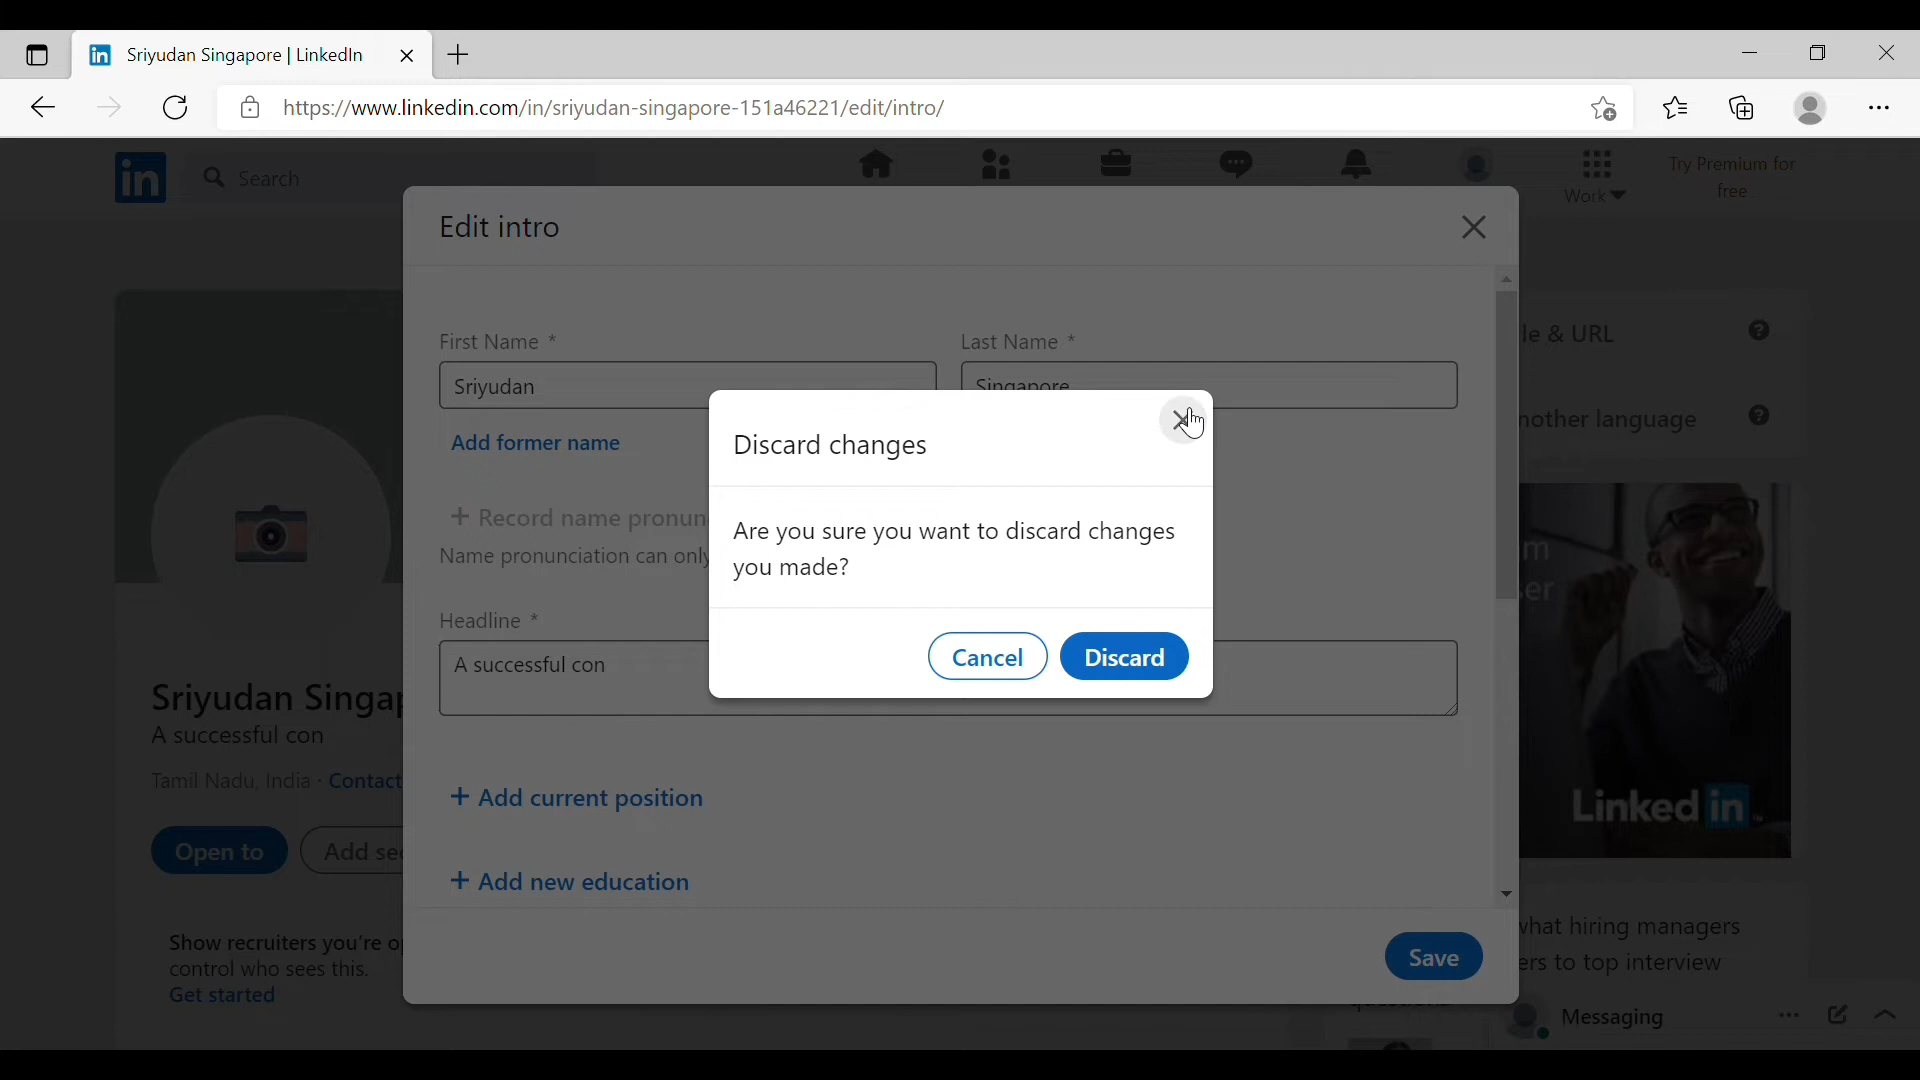 Sriyudan Singapore | LinkedIn
https://www.linkedin.com/in/sriyudan-singapore-151a46221/edit/intro/
in
Search
Work
Try Premium for
free
Edit intro
First Name *
Last Name *
Sriyudan
Singapore
Add former name
+ Record name pronun
Name pronunciation can only
Headline *
A successful con
+ Add current position
+ Add new education
Save
Discard changes
Are you sure you want to discard changes
you made?
Cancel
Discard
Sriyudan Singap
A successful con
Tamil Nadu, India · Contact
Open to
Add se
Show recruiters you're o
control who sees this.
Get started
le & URL
nother language
m
ser
Linked in
what hiring managers
ers to top interview
Messaging